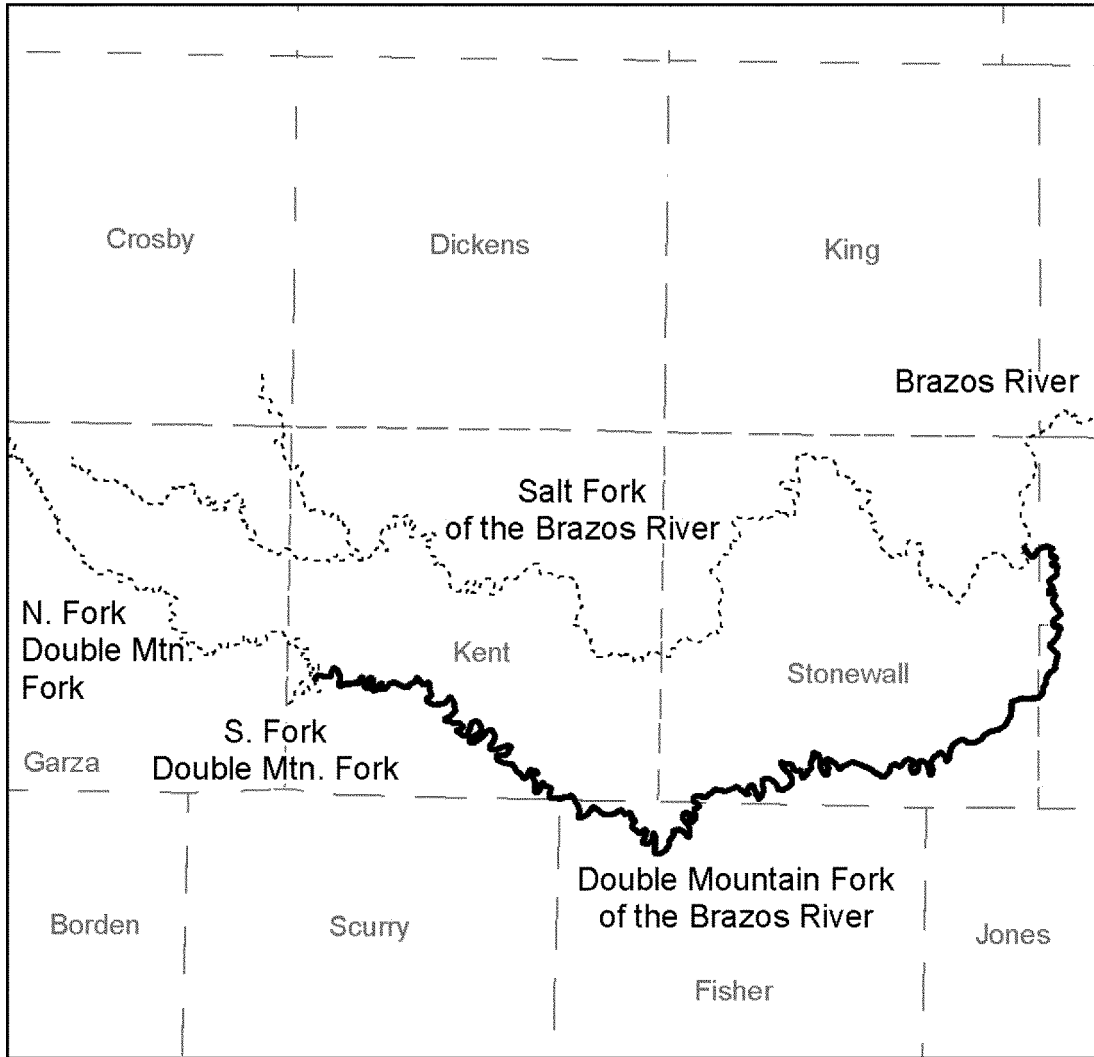 Crosby
Dickens
King
Brazos River
Salt Fork
of the Brazos River
N. Fork
Double Mtn.
Fork
Kent
Stonewall
S. Fork
Double Mtn. Fork
Garza
Double Mountain Fork
of the Brazos River
Borden
Scurry
Jones
Fisher